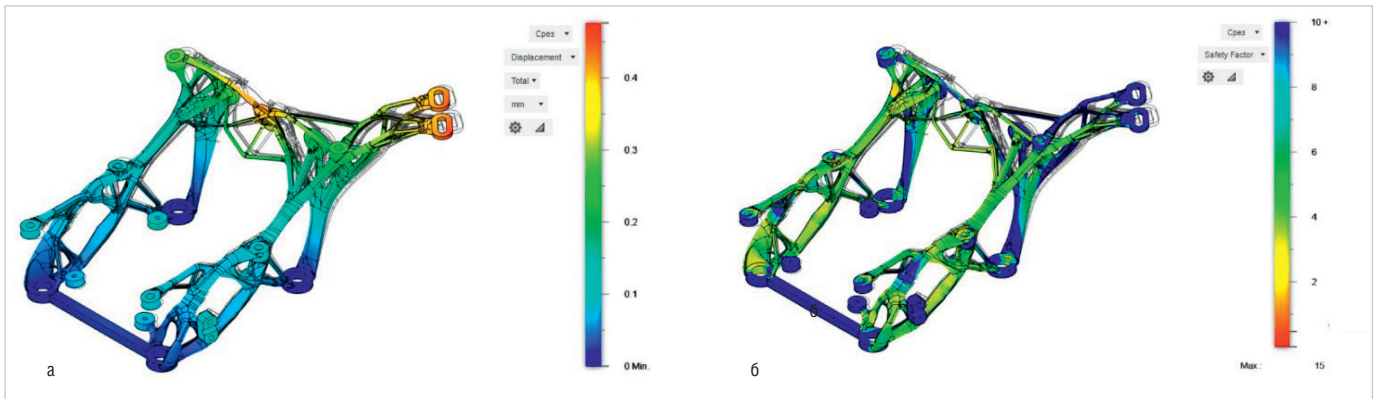 Срез
Displacement
Total
mm
0.4
0.3
0.2
0.1
0 Min.
а
Срез
Safety Factor
10 +
8
6
4
2
Max :
15
б
б